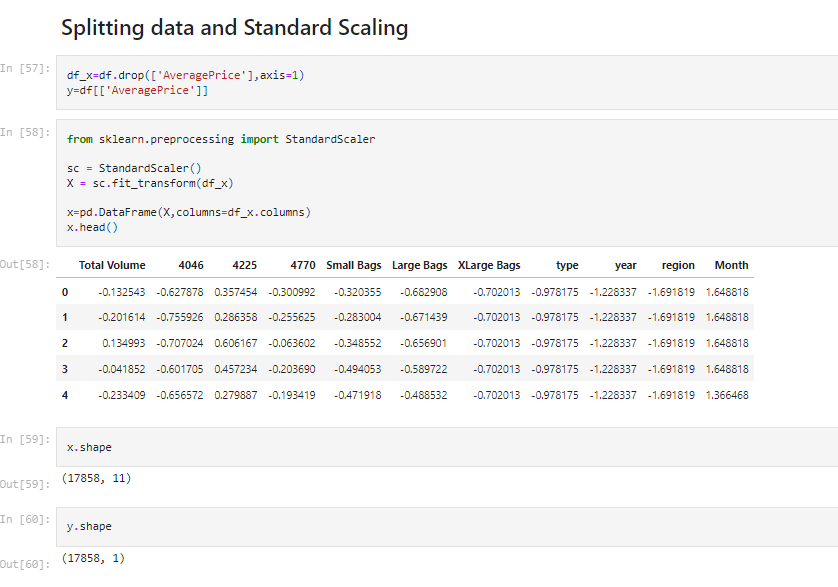 Splitting data and Standard Scaling
In [57]:
df_x=df.drop(['AveragePrice'],axis=1)
y=df[['AveragePrice']]
In [58]:
from sklearn.preprocessing import StandardScaler
sc = StandardScaler()
X = sc.fit_transform(df_x)
x=pd.DataFrame(X,columns=df_x.columns)
x.head()
Out[58]:
Total Volume 4046 4225 4770 Small Bags Large Bags XLarge Bags type year region Month
0 -0.132543 -0.627878 0.357454 -0.300992 -0.320355 -0.682908 -0.702013 -0.978175 -1.228337 -1.691819 1.648818
1 -0.201614 -0.755926 0.286358 -0.255625 -0.283004 -0.671439 -0.702013 -0.978175 -1.228337 -1.691819 1.648818
2 0.134993 -0.707024 0.606167 -0.063602 -0.348552 -0.656901 -0.702013 -0.978175 -1.228337 -1.691819 1.648818
3 -0.041852 -0.601705 0.457234 -0.203690 -0.494053 -0.589722 -0.702013 -0.978175 -1.228337 -1.691819 1.648818
4 -0.233409 -0.656572 0.279887 -0.193419 -0.471918 -0.488532 -0.702013 -0.978175 -1.228337 -1.691819 1.366468
In [59]:
x.shape
Out[59]:
(17858, 11)
In [60]:
y.shape
Out[60]:
(17858, 1)